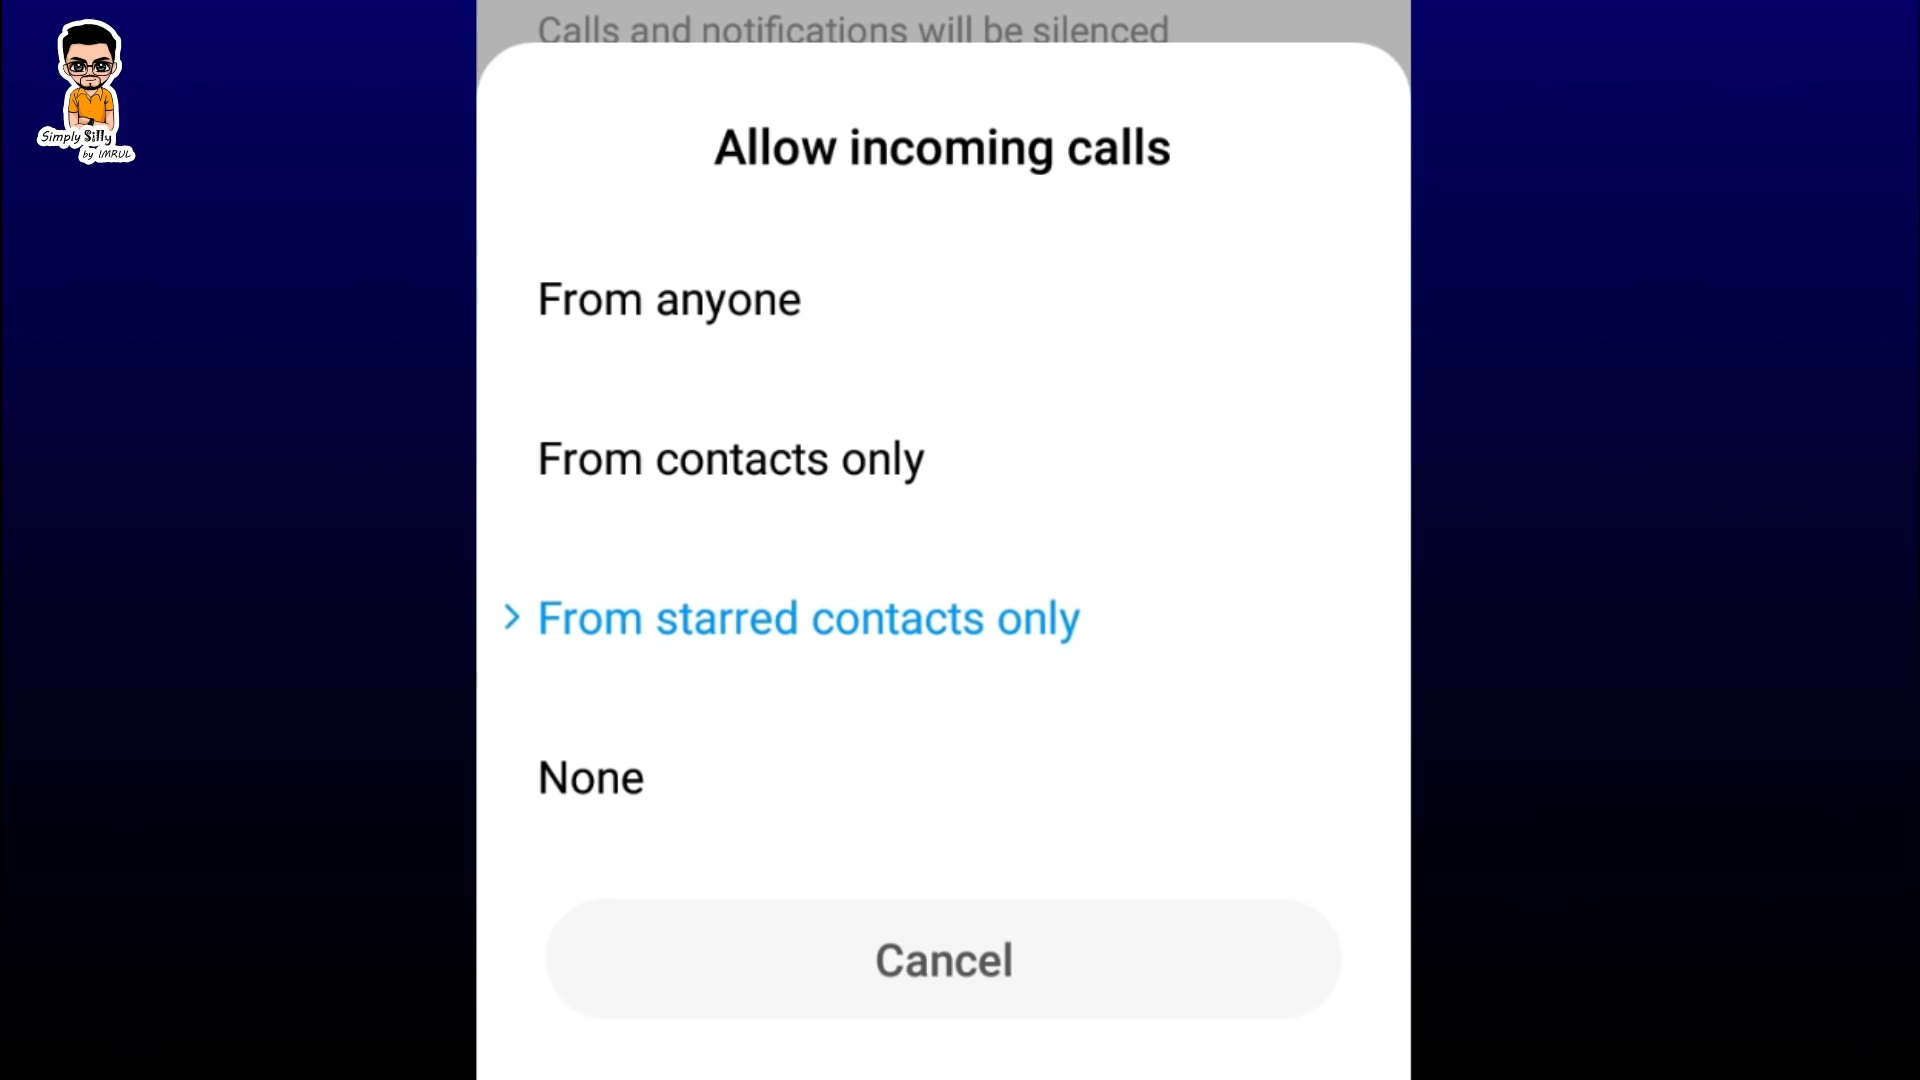 Calls and notifications will be silenced
Simply Silly
by IMRUL
Allow incoming calls
From anyone
From contacts only
> From starred contacts only
None
Cancel